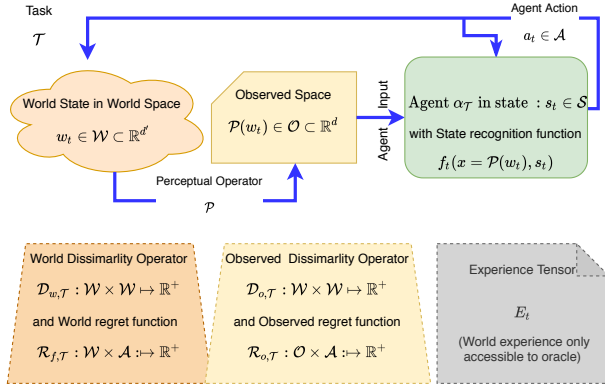 Task
𝒯
Agent Action
a_t ∈ 𝒜
World State in World Space
w_t ∈ 𝒲 ⊂ ℝ^{d′}
Observed Space
𝒫(w_t) ∈ 𝒪 ⊂ ℝ^d
Agent Input
Agent α_𝒯 in state : s_t ∈ 𝒮
with State recognition function
f_t(x = 𝒫(w_t), s_t)
Perceptual Operator
𝒫
World Dissimarlity Operator
𝒟_{w,𝒯} : 𝒲 × 𝒲 ↦ ℝ^+
and World regret function
ℛ_{f,𝒯} : 𝒲 × 𝒜 :↦ ℝ^+
Observed Dissimarlity Operator
𝒟_{o,𝒯} : 𝒲 × 𝒲 ↦ ℝ^+
and Observed regret function
ℛ_{o,𝒯} : 𝒪 × 𝒜 :↦ ℝ^+
Experience Tensor
E_t
(World experience only
accessible to oracle)